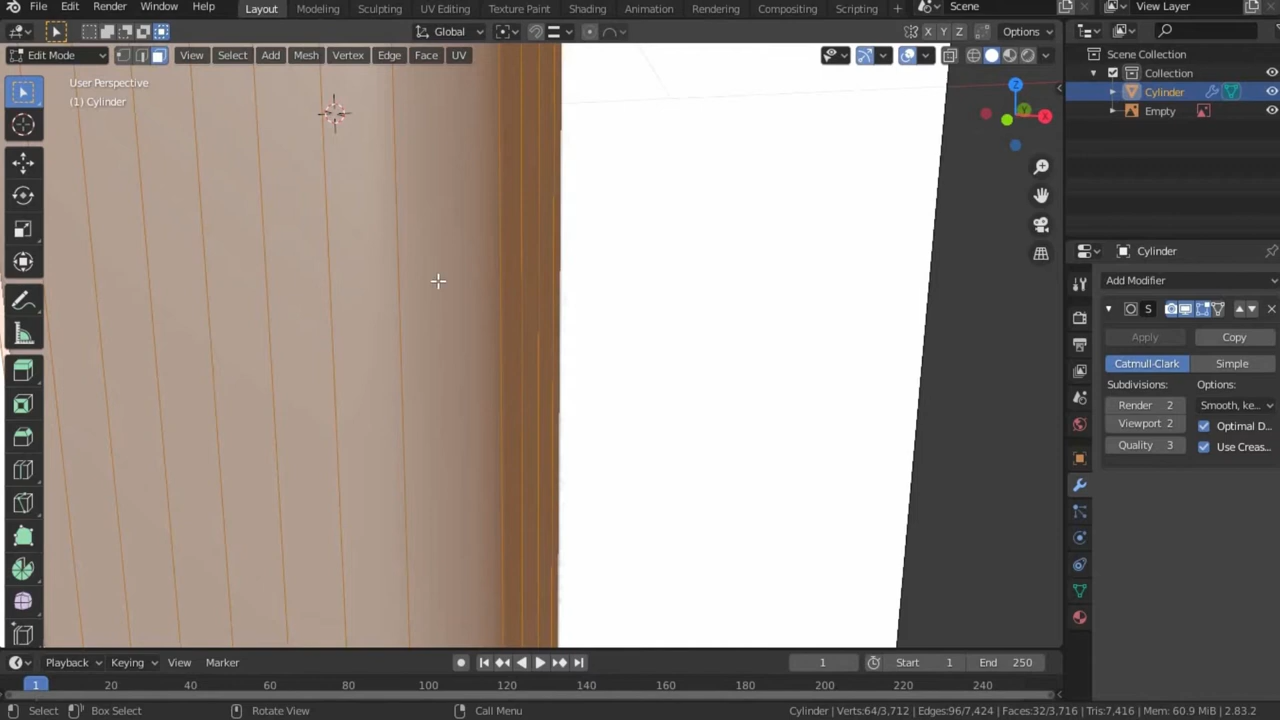 File Edit Render Window Help Layout Modeling Sculpting UV Editing Texture Paint Shading Animation Rendering Compositing Scripting + Scene View Layer
Global X Y Z Options
Edit Mode View Select Add Mesh Vertex Edge Face UV
User Perspective
(1) Cylinder
Z
Y
X
Scene Collection
Collection
Cylinder
Empty
Cylinder
Add Modifier
S
Apply Copy
Catmull-Clark Simple
Subdivisions: Options:
Render 2 Smooth, ke...
Viewport 2 Optimal D...
Quality 3 Use Creas...
Playback Keying View Marker 1 Start 1 End 250
1 20 40 60 80 100 120 140 160 180 200 220 240
Select Box Select Rotate View Call Menu Cylinder | Verts:64/3,712 | Edges:96/7,424 | Faces:32/3,716 | Tris:7,416 | Mem: 60.9 MiB | 2.83.2